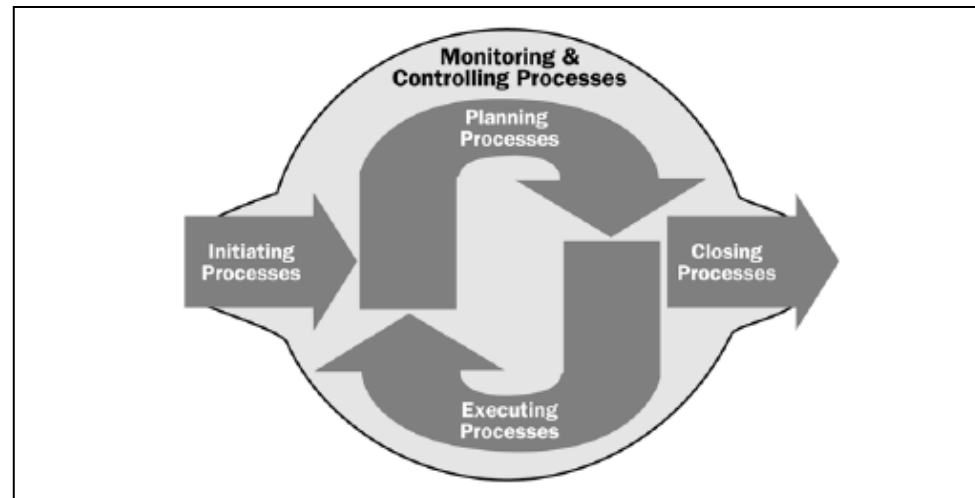 Monitoring &
Controlling Processes
Planning
Processes
Initiating
Processes
Closing
Processes
Executing
Processes